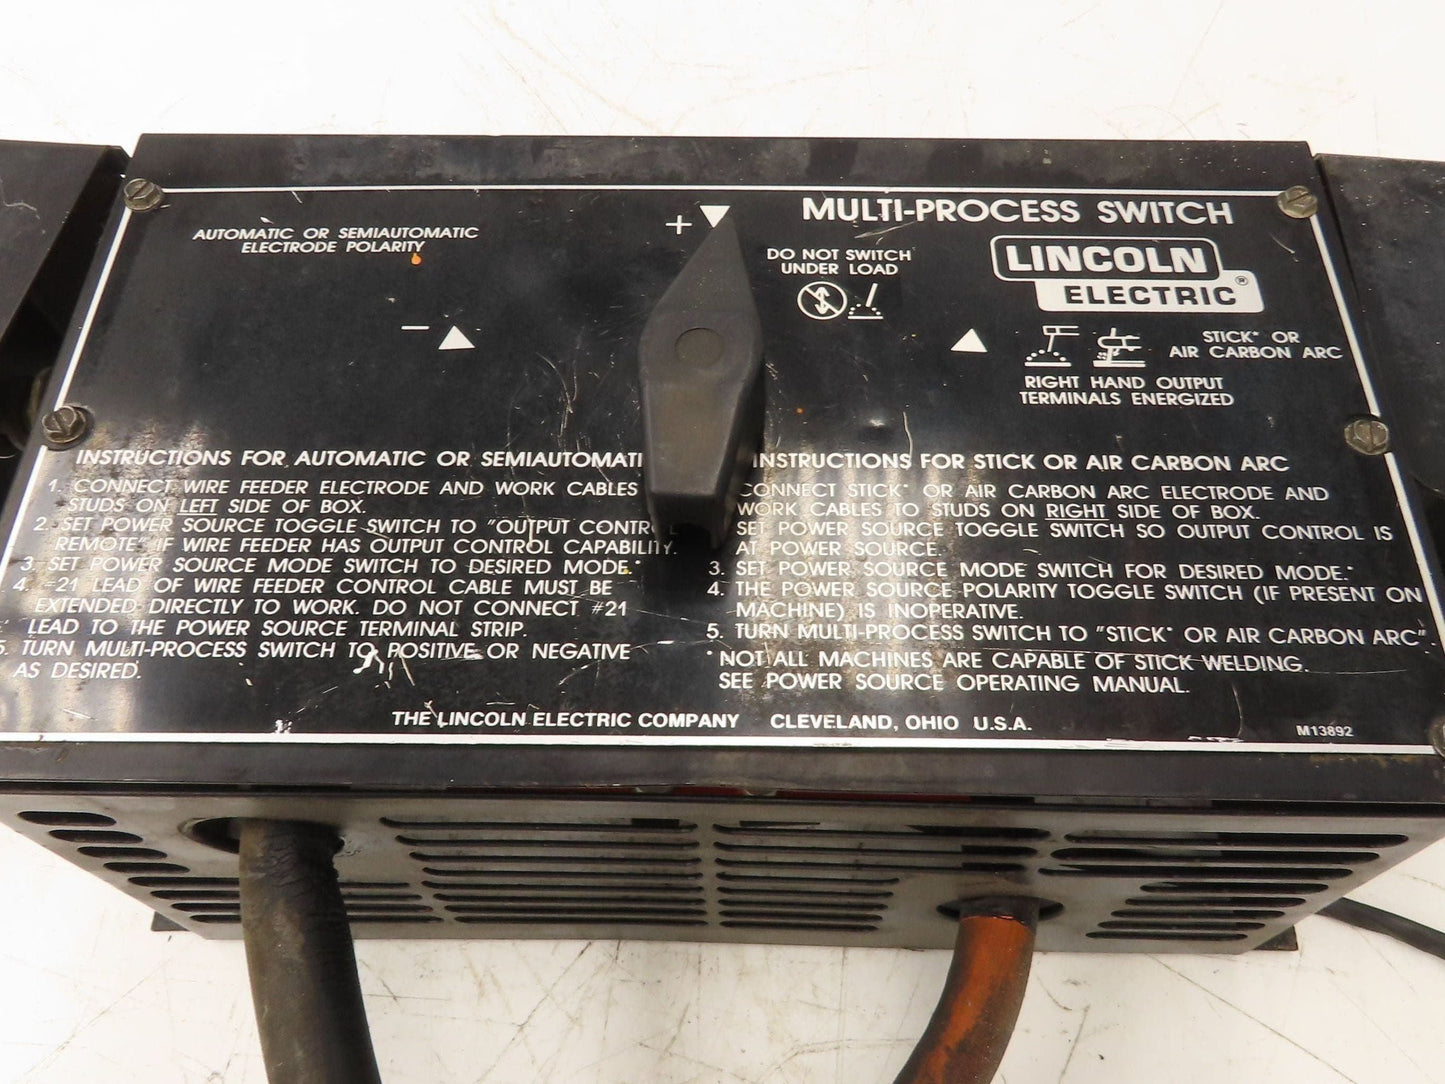 MULTI-PROCESS SWITCH
LINCOLN
ELECTRIC®
AUTOMATIC OR SEMIAUTOMATIC
ELECTRODE POLARITY
+
−
DO NOT SWITCH
UNDER LOAD
STICK* OR
AIR CARBON ARC
RIGHT HAND OUTPUT
TERMINALS ENERGIZED
INSTRUCTIONS FOR AUTOMATIC OR
1. CONNECT WIRE FEEDER ELECTRODE AND WORK CABLES
STUDS ON LEFT SIDE OF BOX.
2. SET POWER SOURCE TOGGLE SWITCH TO "OUTPUT
REMOTE" IF WIRE FEEDER HAS OUTPUT CONTROL CAPABILITY.
3. SET POWER SOURCE MODE SWITCH TO DESIRED MODE.*
4. #21 LEAD OF WIRE FEEDER CONTROL CABLE MUST BE
EXTENDED DIRECTLY TO WORK. DO NOT CONNECT #21
LEAD TO THE POWER SOURCE TERMINAL STRIP.
5. TURN MULTI-PROCESS SWITCH TO POSITIVE OR NEGATIVE
AS DESIRED.
INSTRUCTIONS FOR STICK OR AIR CARBON ARC
CONNECT STICK* OR AIR CARBON ARC ELECTRODE AND
WORK CABLES TO STUDS ON RIGHT SIDE OF BOX.
SET POWER SOURCE TOGGLE SWITCH SO OUTPUT CONTROL IS
AT POWER SOURCE.
3. SET POWER SOURCE MODE SWITCH FOR DESIRED MODE.*
4. THE POWER SOURCE POLARITY TOGGLE SWITCH (IF PRESENT ON
MACHINE) IS INOPERATIVE.
5. TURN MULTI-PROCESS SWITCH TO "STICK* OR AIR CARBON ARC".
* NOT ALL MACHINES ARE CAPABLE OF STICK WELDING.
SEE POWER SOURCE OPERATING MANUAL.
THE LINCOLN ELECTRIC COMPANY CLEVELAND, OHIO U.S.A.
M13892